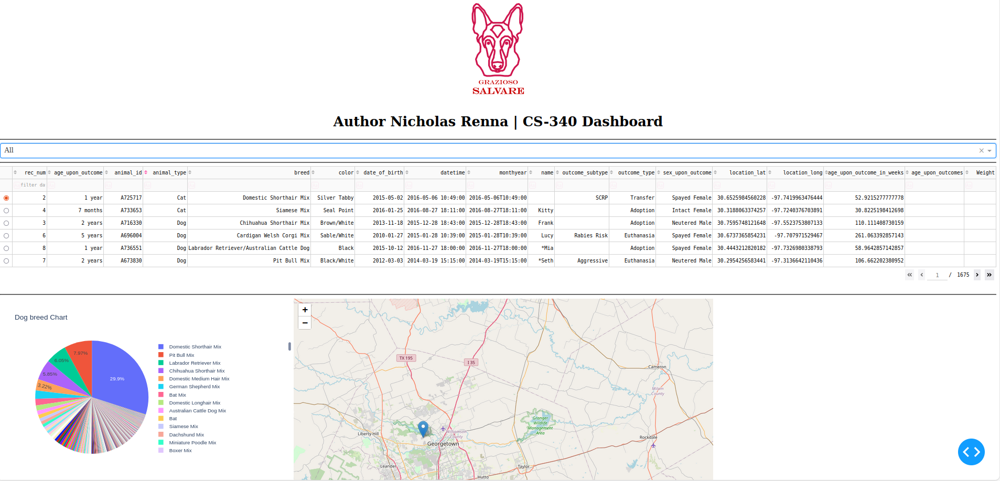 GRAZIOSO
SALVARE
Author Nicholas Renna | CS-340 Dashboard
All
rec_num age_upon_outcome animal_id animal_type breed color date_of_birth datetime monthyear name outcome_subtype outcome_type sex_upon_outcome location_lat location_long age_upon_outcome_in_weeks age_upon_outcomes Weight
filter da
2 1 year A725717 Cat Domestic Shorthair Mix Silver Tabby 2015-05-02 2016-05-06 10:49:00 2016-05-06T10:49:00 SCRP Transfer Spayed Female 30.6525984560228 -97.7419963476444 52.9215277777778
4 7 months A733653 Cat Siamese Mix Seal Point 2016-01-25 2016-08-27 18:11:00 2016-08-27T18:11:00 Kitty Adoption Intact Female 30.3188063374257 -97.7240376703891 30.8225198412698
3 2 years A716330 Dog Chihuahua Shorthair Mix Brown/White 2013-11-18 2015-12-28 18:43:00 2015-12-28T18:43:00 Frank Adoption Neutered Male 30.7595748121648 -97.5523753807133 110.111408730159
6 5 years A696004 Dog Cardigan Welsh Corgi Mix Sable/White 2010-01-27 2015-01-28 10:39:00 2015-01-28T10:39:00 Lucy Rabies Risk Euthanasia Spayed Female 30.6737365854231 -97.707971529467 261.063392857143
8 1 year A736551 Dog Labrador Retriever/Australian Cattle Dog Black 2015-10-12 2016-11-27 18:00:00 2016-11-27T18:00:00 *Mia Adoption Spayed Female 30.4443212820182 -97.7326980338793 58.9642857142857
7 2 years A673830 Dog Pit Bull Mix Black/White 2012-03-03 2014-03-19 15:15:00 2014-03-19T15:15:00 *Seth Aggressive Euthanasia Neutered Male 30.2954256583441 -97.3136642110436 106.662202380952
1 / 1675
Dog breed Chart
29.9%
7.97%
6.05%
5.85%
3.22%
Domestic Shorthair Mix
Pit Bull Mix
Labrador Retriever Mix
Chihuahua Shorthair Mix
Domestic Medium Hair Mix
German Shepherd Mix
Bat Mix
Domestic Longhair Mix
Australian Cattle Dog Mix
Bat
Siamese Mix
Dachshund Mix
Miniature Poodle Mix
Boxer Mix
+
−
TX 195
I 35
Cameron
Milam
County
Granger
Wildlife
Management
Area
Liberty Hill
Williamson
County
Georgetown
Rockdale
Leander
Taylor
Hutto